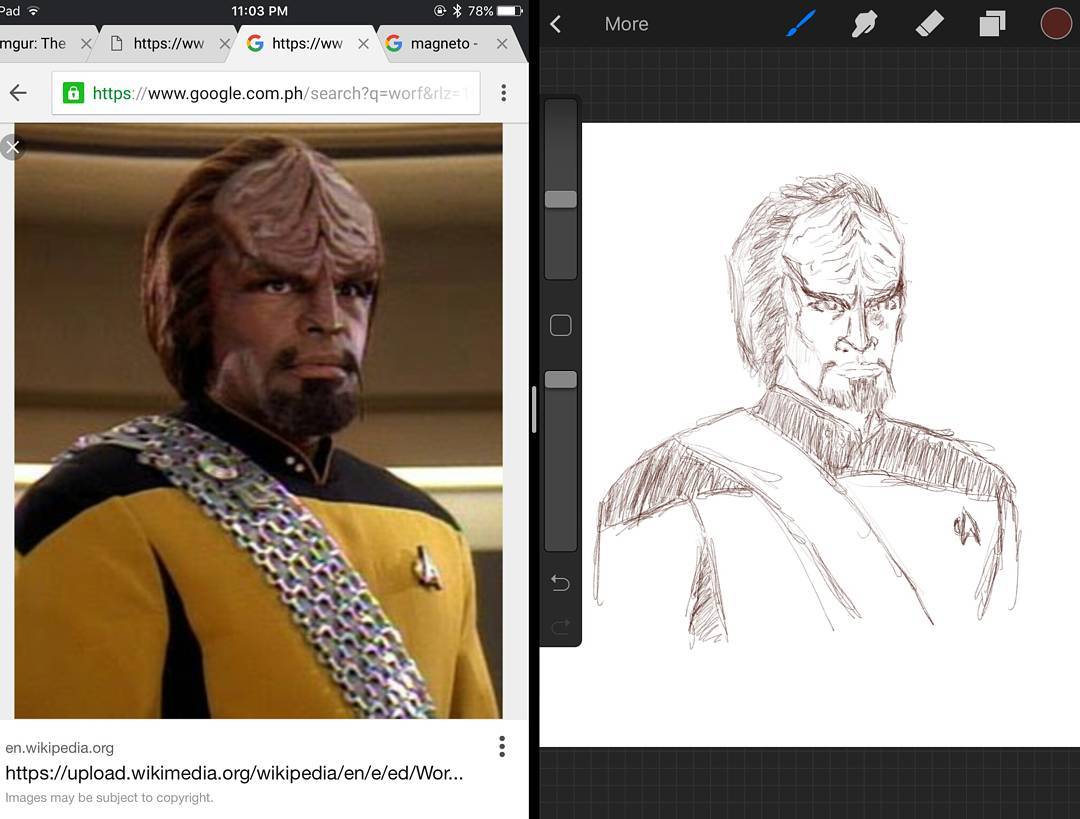 Pad 11:03 PM 78%
mgur: The https://ww https://ww magneto -
https://www.google.com.ph/search?q=worf&rlz=1
More
en.wikipedia.org
https://upload.wikimedia.org/wikipedia/en/e/ed/Wor...
Images may be subject to copyright.